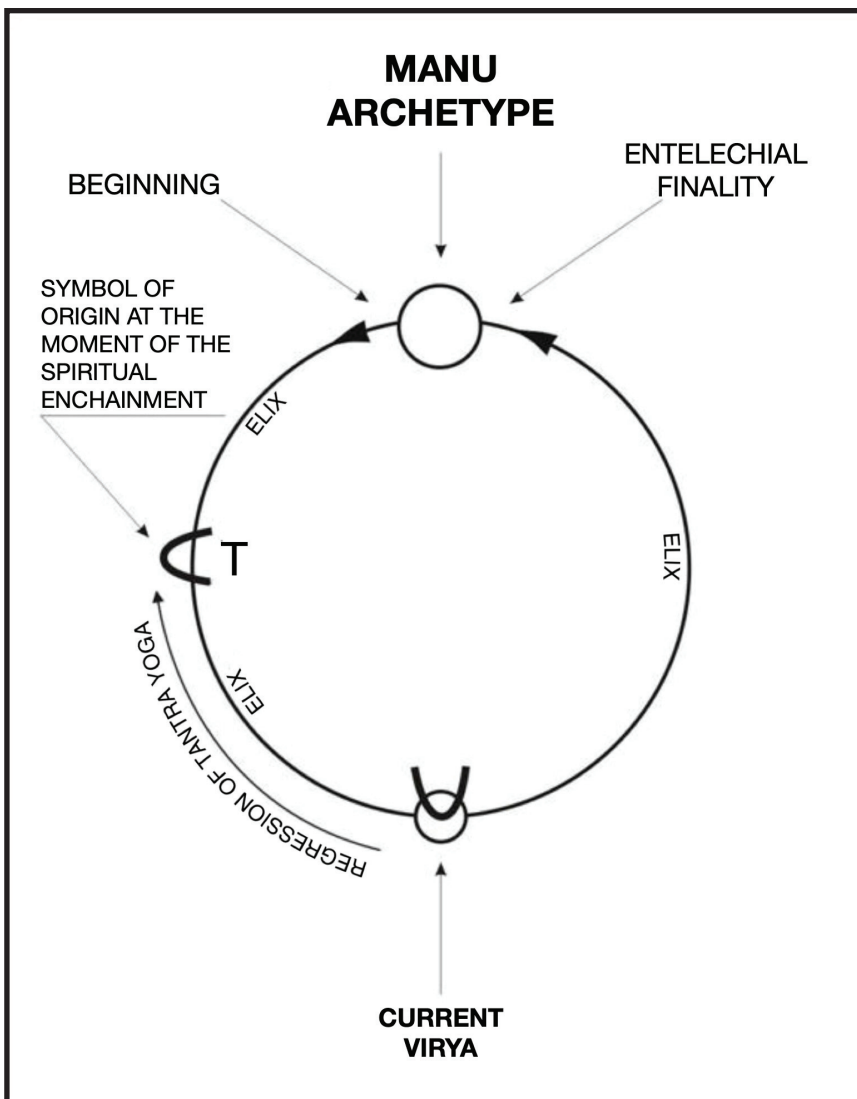 MANU
ARCHETYPE
BEGINNING
ENTELECHIAL
FINALITY
SYMBOL OF
ORIGIN AT THE
MOMENT OF THE
SPIRITUAL
ENCHAINMENT
ELIX
T
ELIX
ELIX
REGRESSION OF TANTRA YOGA
CURRENT
VIRYA